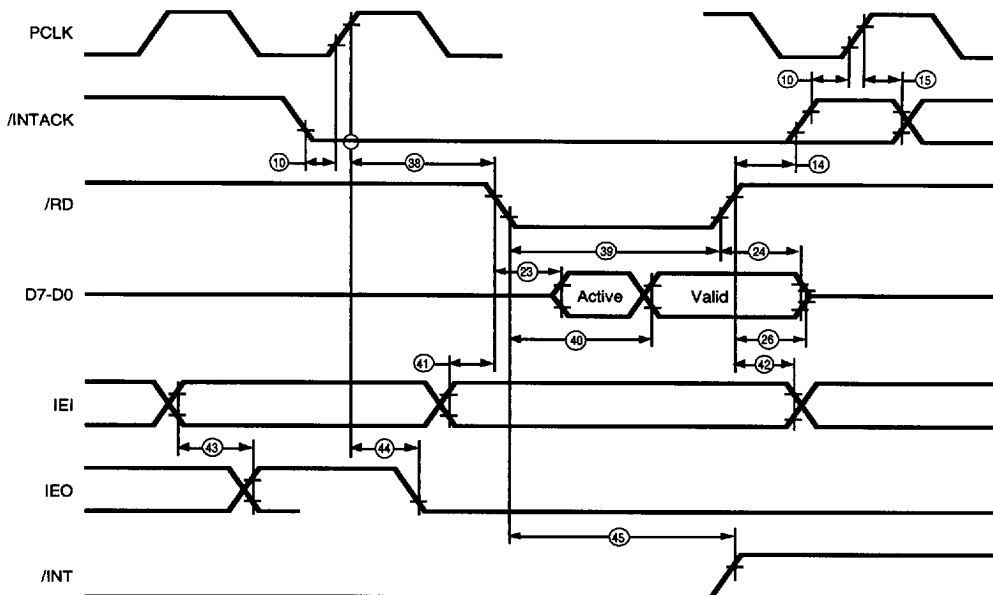 PCLK
10
15
/INTACK
10
38
14
/RD
39
24
23
D7-D0
Active
Valid
40
26
41
42
IEI
43
44
IEO
45
/INT